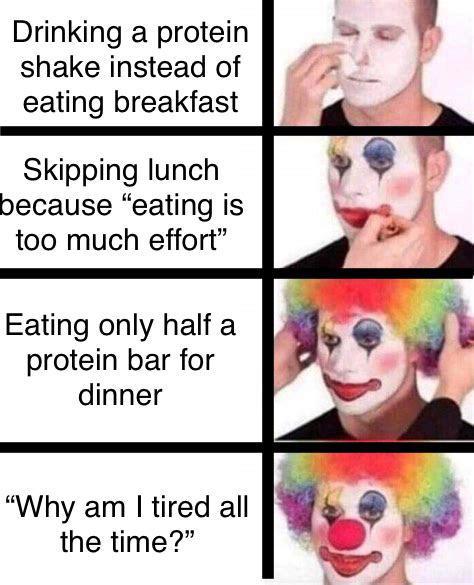 Drinking a protein
shake instead of
eating breakfast
Skipping lunch
because “eating is
too much effort”
Eating only half a
protein bar for
dinner
“Why am I tired all
the time?”